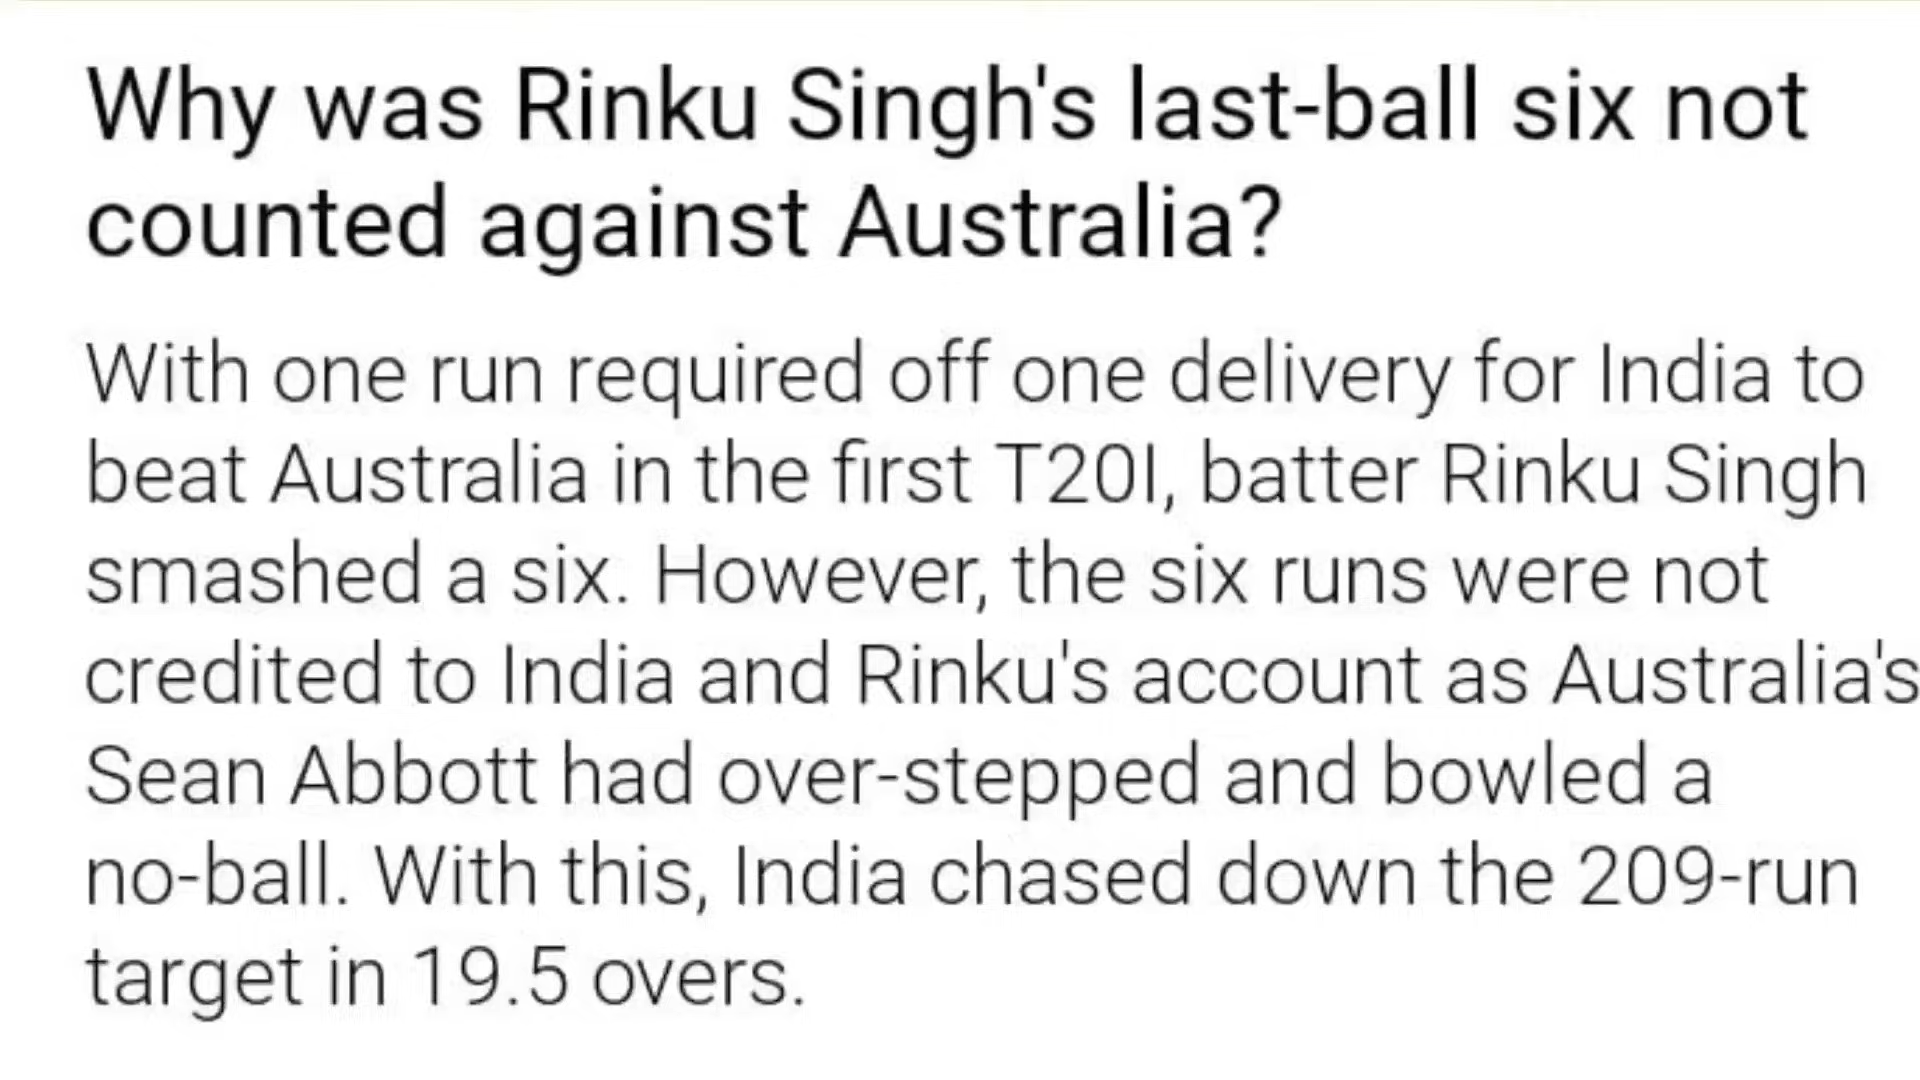 Why was Rinku Singh's last-ball six not
counted against Australia?
With one run required off one delivery for India to
beat Australia in the first T20I, batter Rinku Singh
smashed a six. However, the six runs were not
credited to India and Rinku's account as Australia's
Sean Abbott had over-stepped and bowled a
no-ball. With this, India chased down the 209-run
target in 19.5 overs.